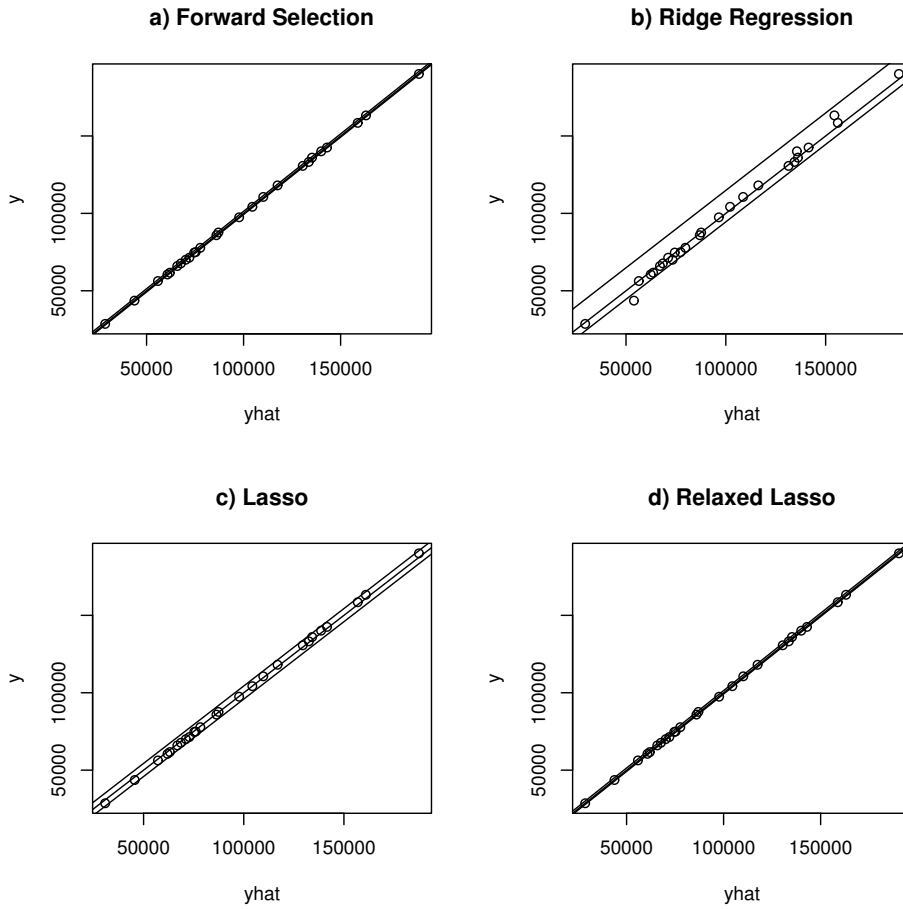 a) Forward Selection
y
50000
100000
50000 100000 150000
yhat
b) Ridge Regression
y
50000
100000
50000 100000 150000
yhat
c) Lasso
y
50000
100000
50000 100000 150000
yhat
d) Relaxed Lasso
y
50000
100000
50000 100000 150000
yhat